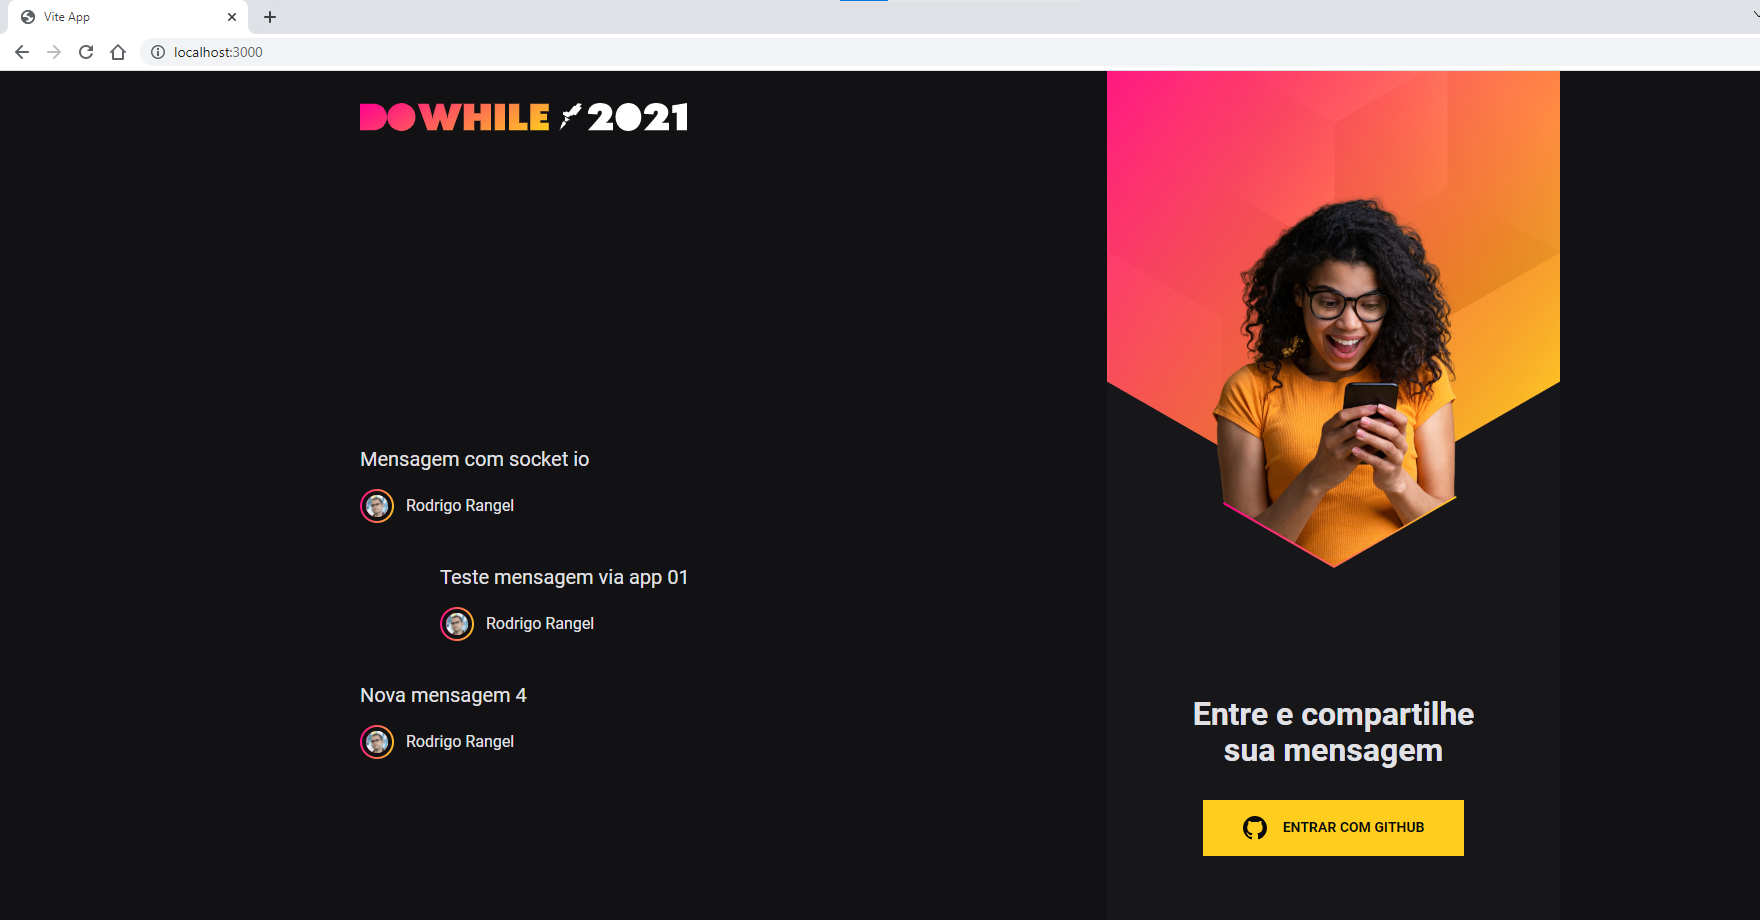 Vite App
localhost:3000
DOWHILE 2021
Mensagem com socket io
Rodrigo Rangel
Teste mensagem via app 01
Rodrigo Rangel
Nova mensagem 4
Rodrigo Rangel
Entre e compartilhe
sua mensagem
ENTRAR COM GITHUB